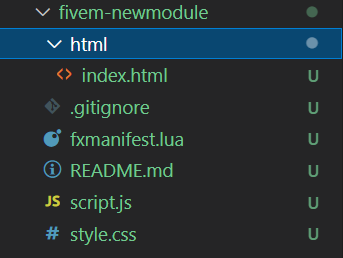 fivem-newmodule
html
<> index.html U
.gitignore U
fxmanifest.lua U
README.md U
JS script.js U
# style.css U